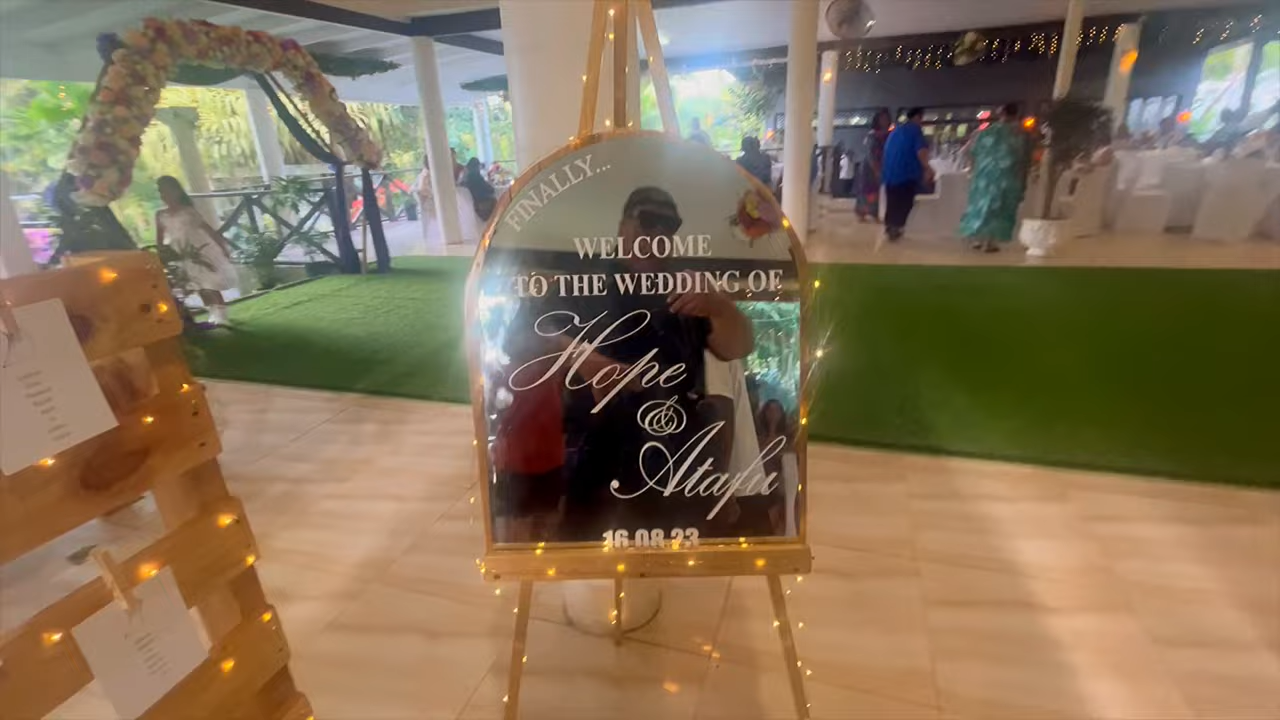 FINALLY...
WELCOME
TO THE WEDDING OF
Hope
&
Atafu
16.08.23